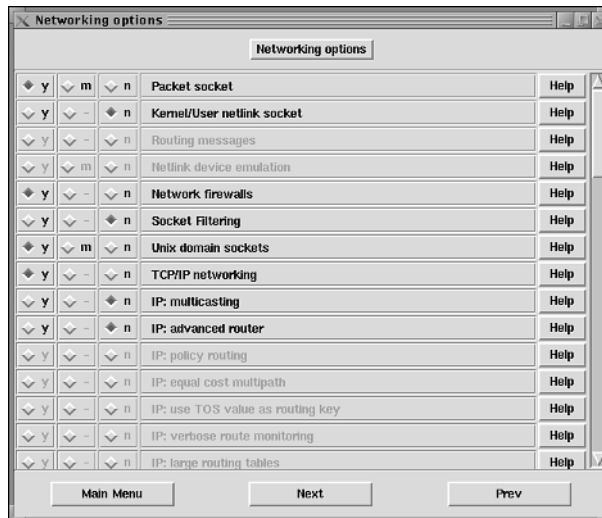 Networking options
Networking options
y m n Packet socket Help
y - n Kernel/User netlink socket Help
y - n Routing messages Help
y m n Netlink device emulation Help
y - n Network firewalls Help
y - n Socket Filtering Help
y m n Unix domain sockets Help
y - n TCP/IP networking Help
y - n IP: multicasting Help
y - n IP: advanced router Help
y - n IP: policy routing Help
y - n IP: equal cost multipath Help
y - n IP: use TOS value as routing key Help
y - n IP: verbose route monitoring Help
y - n IP: large routing tables Help
Main Menu Next Prev